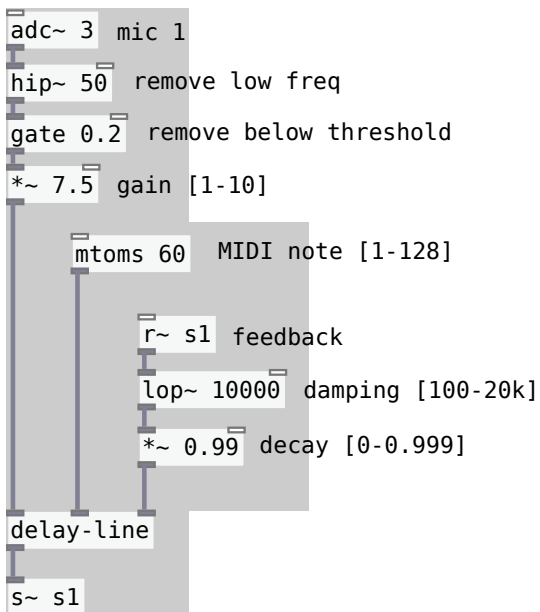 adc~ 3 mic 1
hip~ 50 remove low freq
gate 0.2 remove below threshold
*~ 7.5 gain [1-10]
mtoms 60 MIDI note [1-128]
r~ s1 feedback
lop~ 10000 damping [100-20k]
*~ 0.99 decay [0-0.999]
delay-line
s~ s1